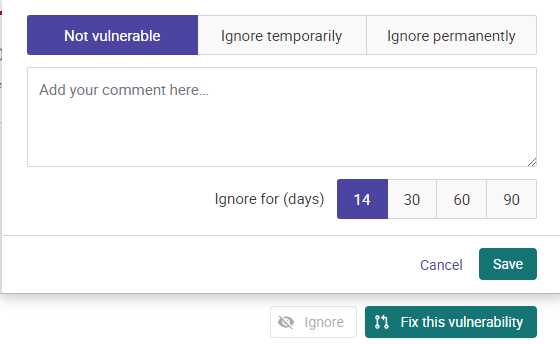 Not vulnerable Ignore temporarily Ignore permanently
Add your comment here...
Ignore for (days) 14 30 60 90
Cancel Save
Ignore Fix this vulnerability